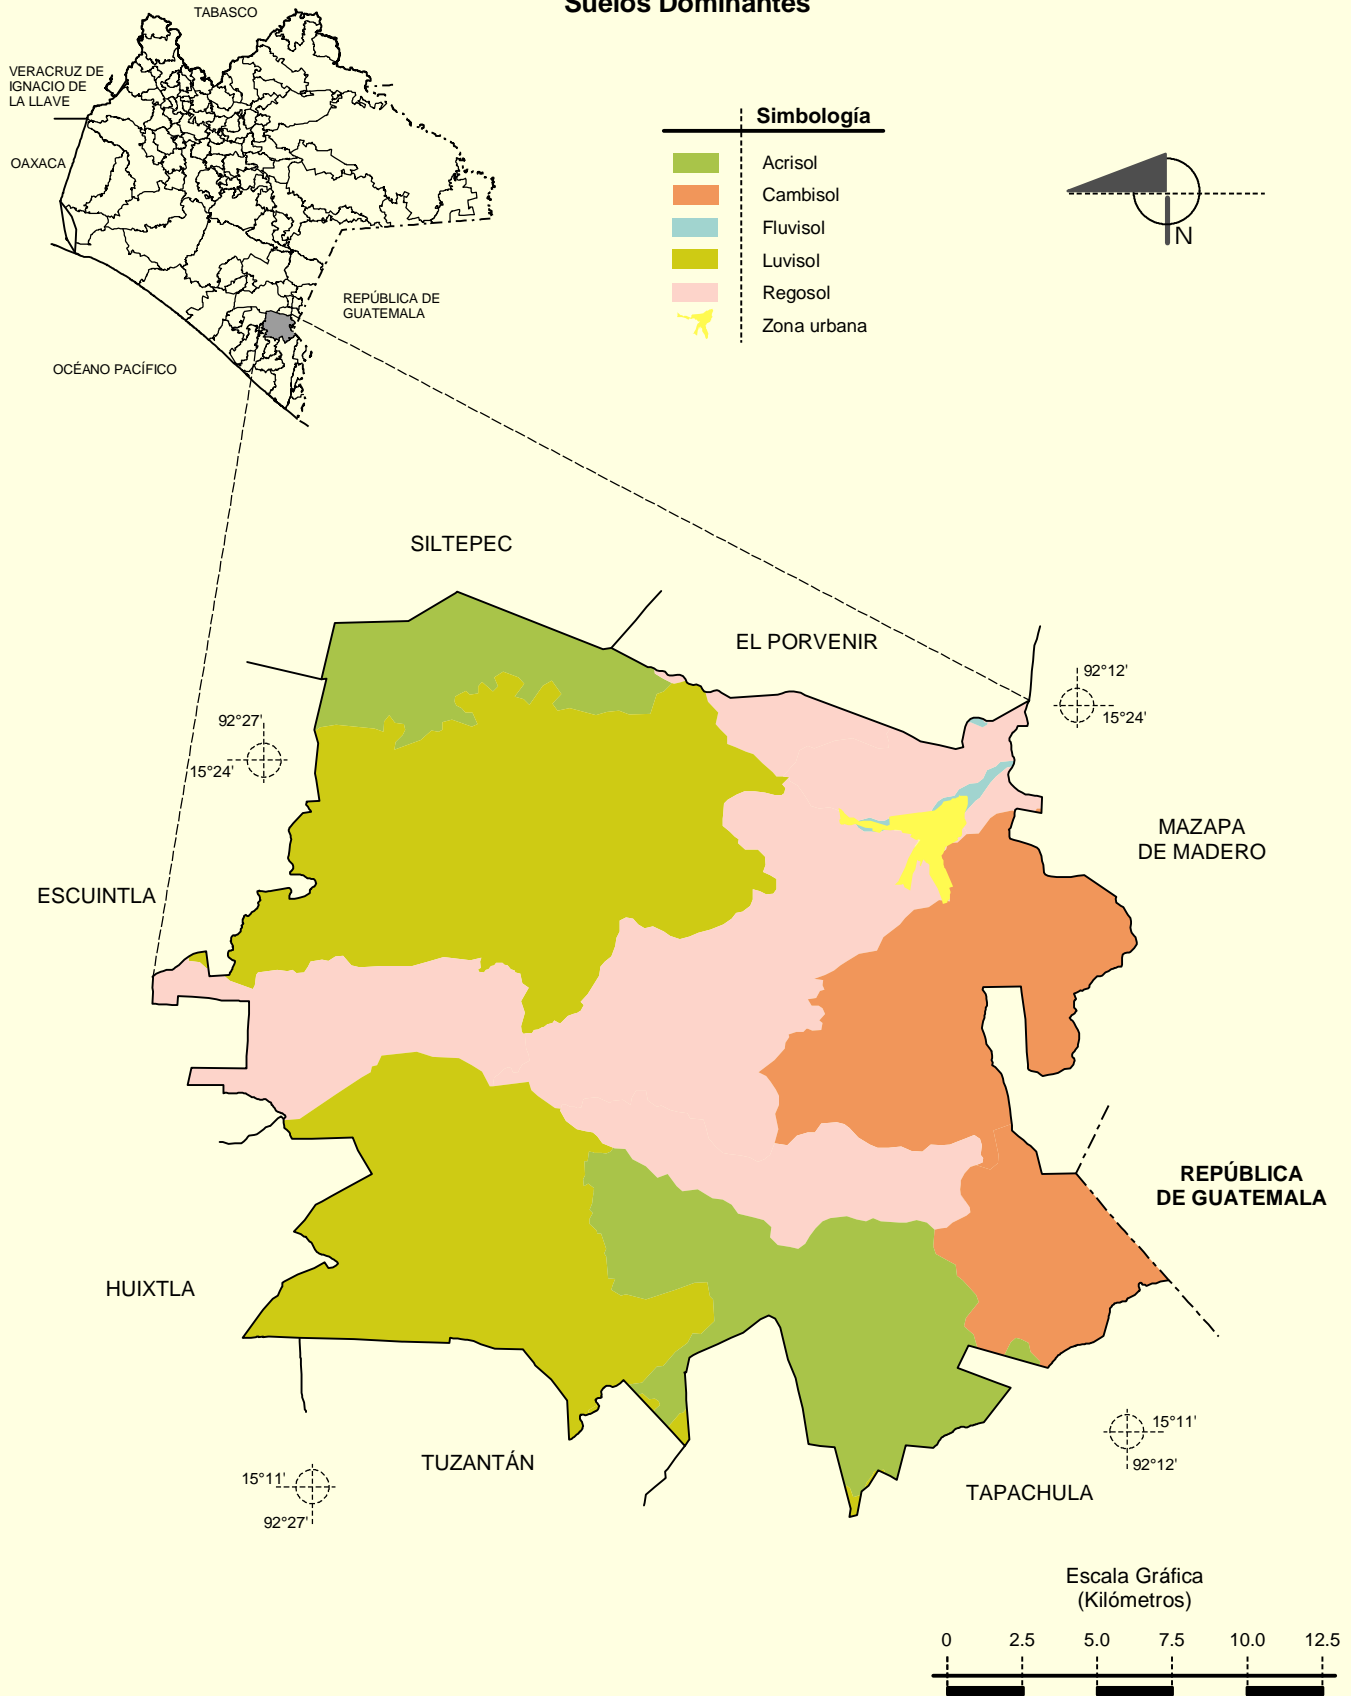 Suelos Dominantes
TABASCO
VERACRUZ DE
IGNACIO DE
LA LLAVE
OAXACA
REPÚBLICA DE
GUATEMALA
OCÉANO PACÍFICO
Simbología
Acrisol
Cambisol
Fluvisol
Luvisol
Regosol
Zona urbana
N
SILTEPEC
EL PORVENIR
92°12'
15°24'
92°27'
15°24'
MAZAPA
DE MADERO
ESCUINTLA
REPÚBLICA
DE GUATEMALA
HUIXTLA
TUZANTÁN
15°11'
92°27'
15°11'
92°12'
TAPACHULA
Escala Gráfica
(Kilómetros)
0 2.5 5.0 7.5 10.0 12.5